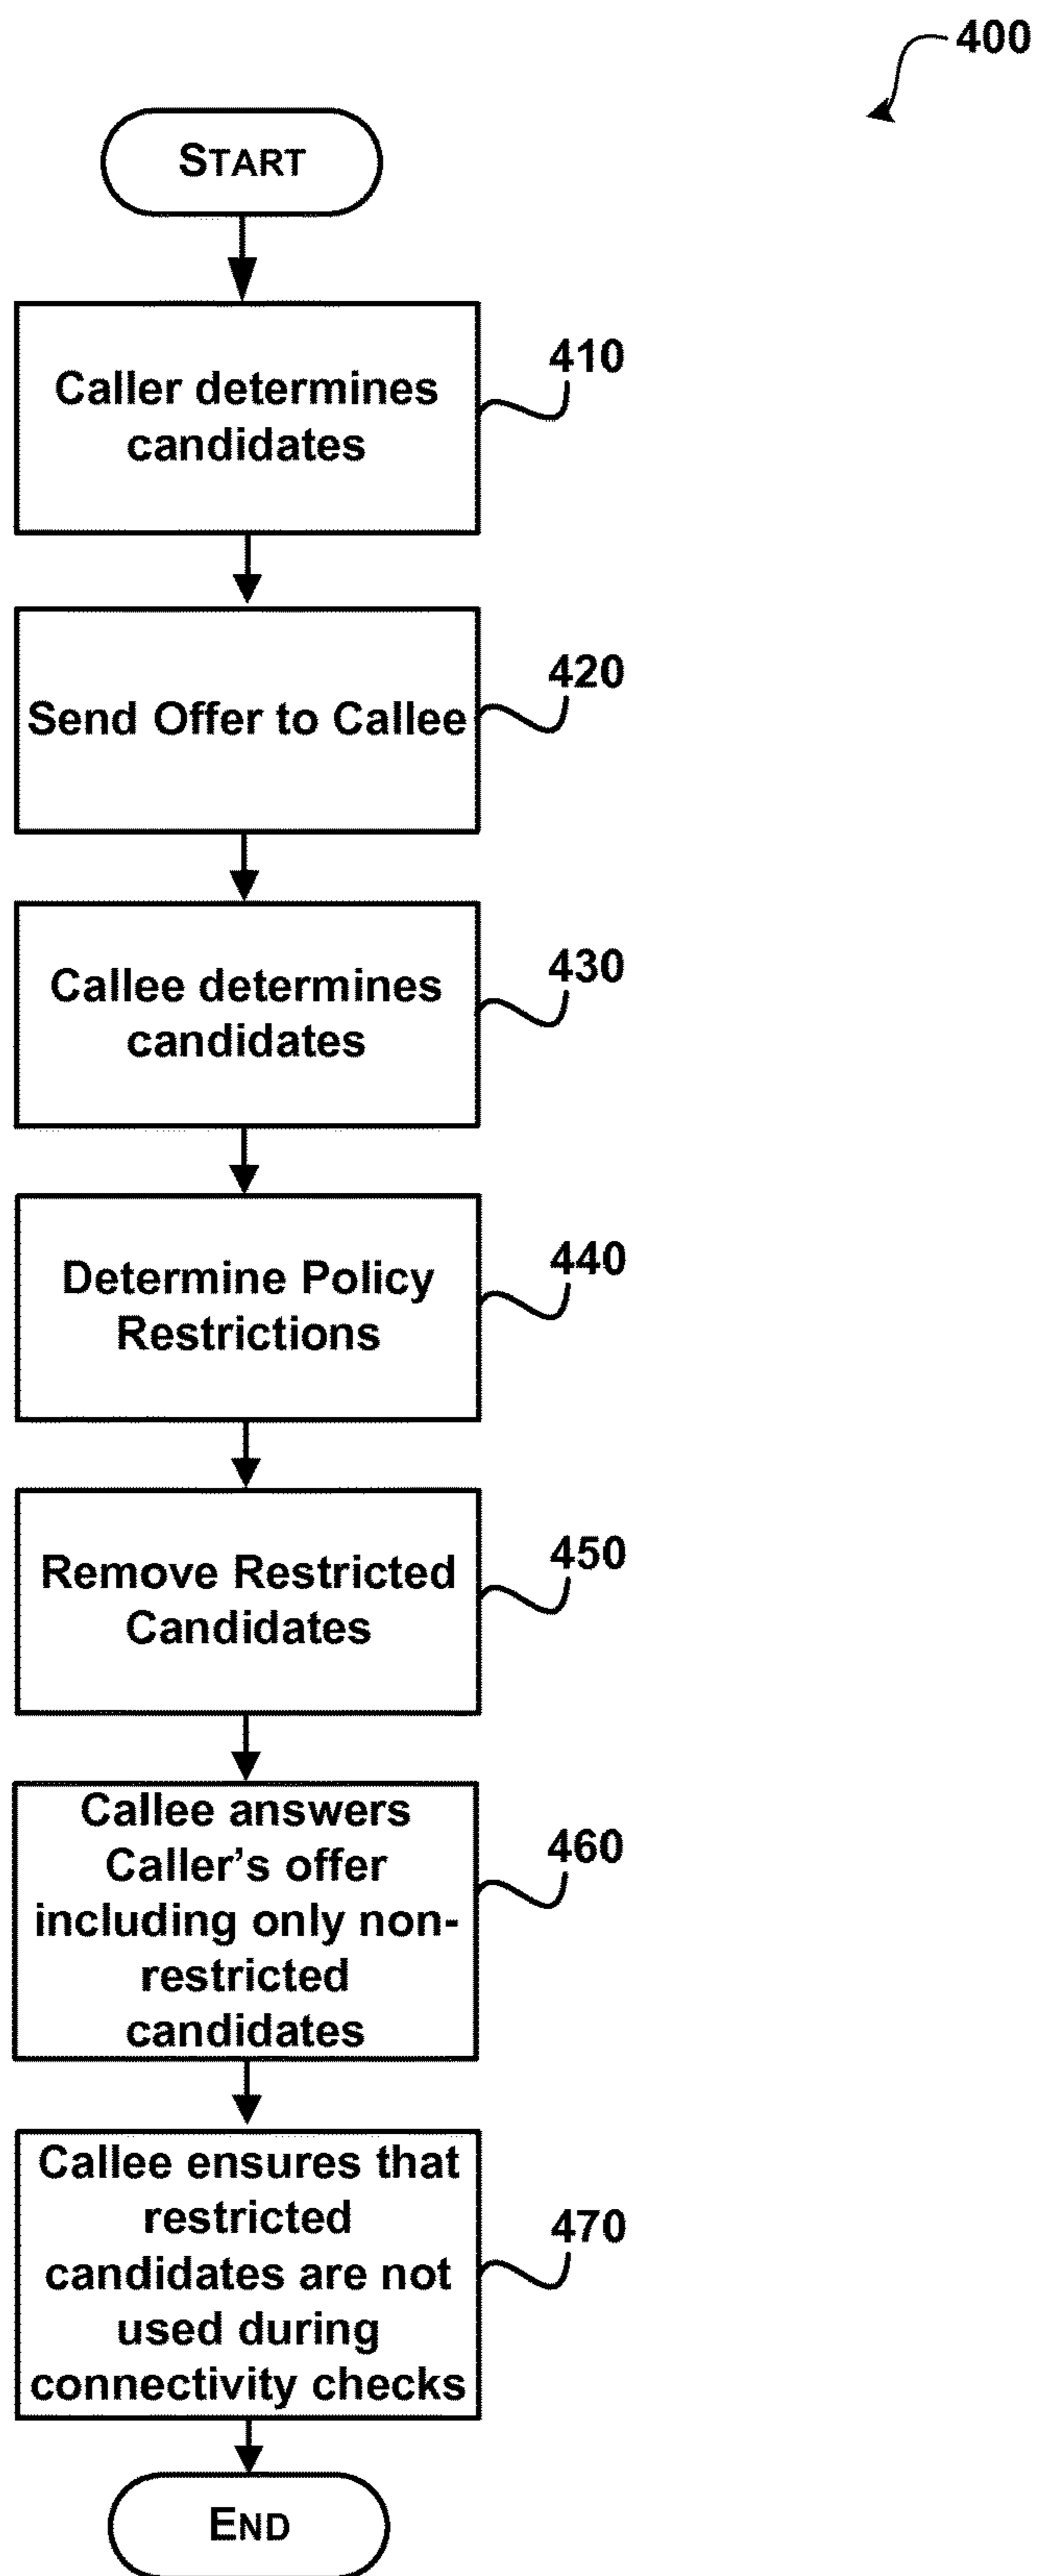 400
START
Caller determines
candidates
410
Send Offer to Callee
420
Callee determines
candidates
430
Determine Policy
Restrictions
440
Remove Restricted
Candidates
450
Callee answers
Caller's offer
including only non-
restricted
candidates
460
Callee ensures that
restricted
candidates are not
used during
connectivity checks
470
END